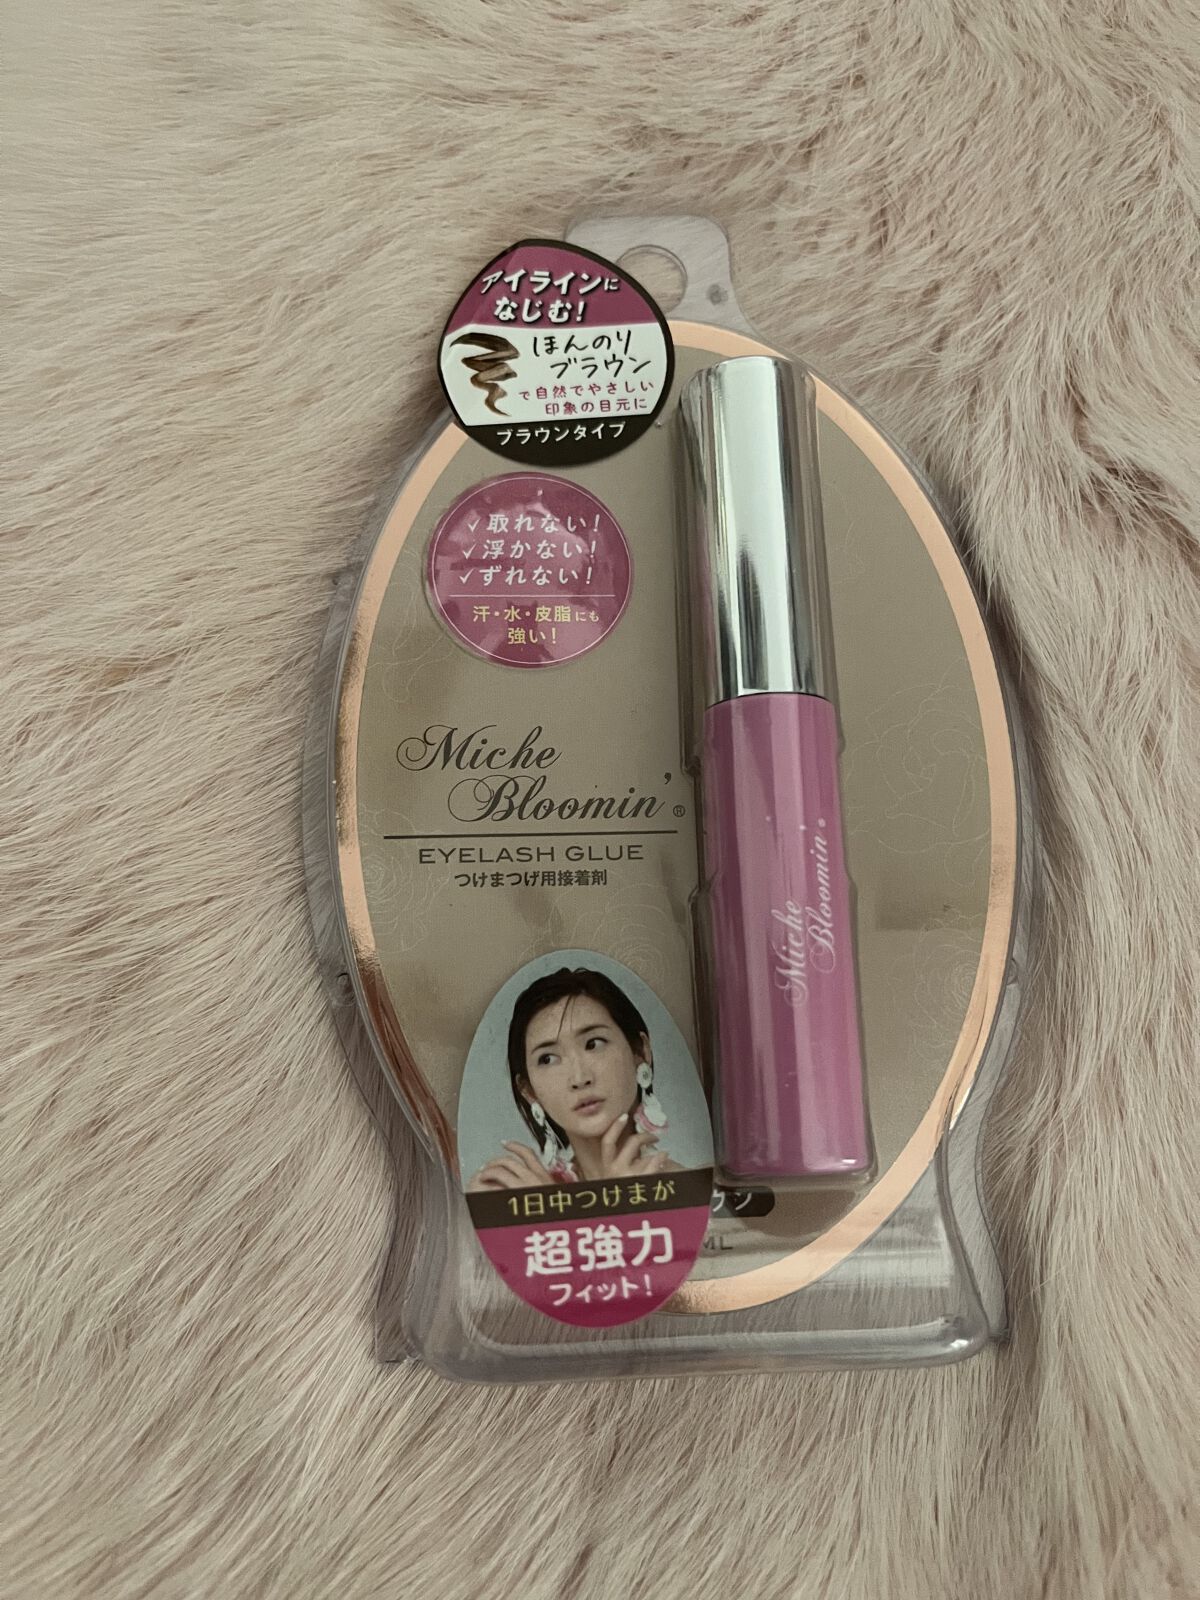 アイラインに
なじむ!
ほんのり
ブラウン
で自然でやさしい
印象の目元に
ブラウンタイプ
✓取れない!
✓浮かない!
✓ずれない!
汗・水・皮脂にも
強い!
Miche
Bloomin'®
EYELASH GLUE
つけまつげ用接着剤
Miche
Bloomin'®
1日中つけまが
超強力
フィット!
ウン
ML